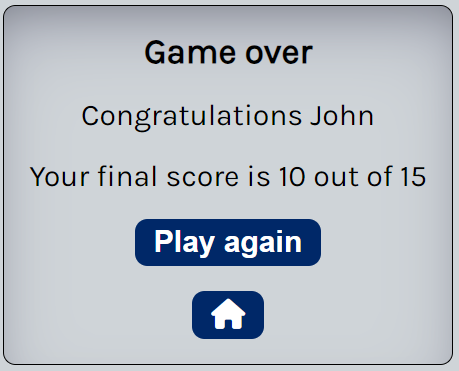 Game over
Congratulations John
Your final score is 10 out of 15
Play again